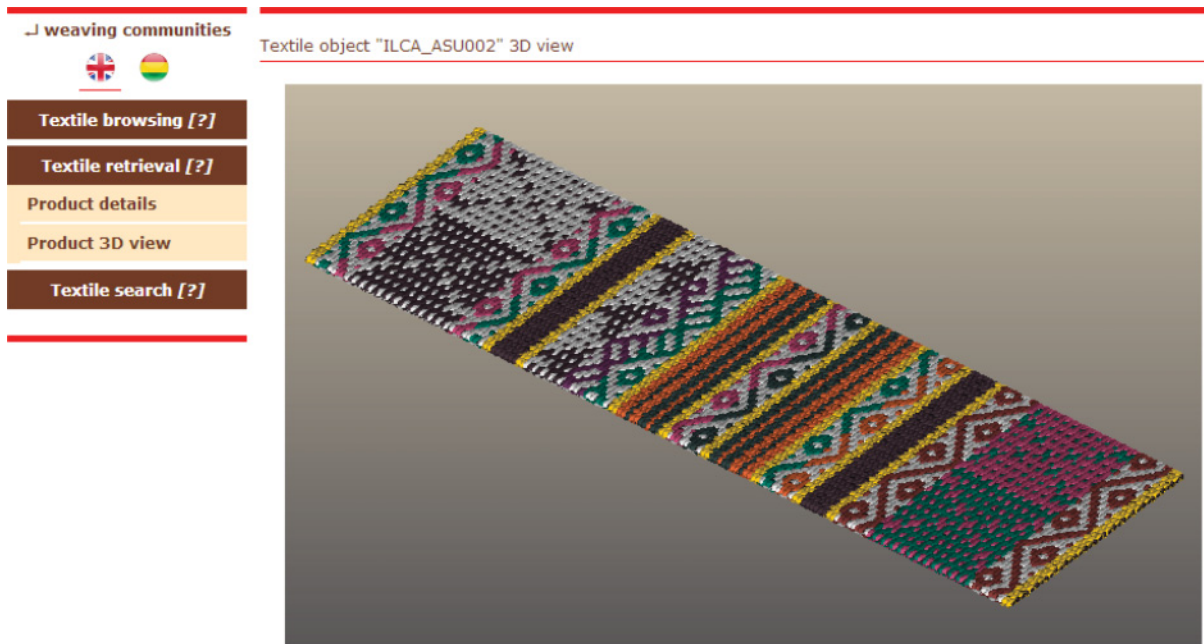 ↵ weaving communities
Textile object "ILCA_ASU002" 3D view
Textile browsing [?]
Textile retrieval [?]
Product details
Product 3D view
Textile search [?]